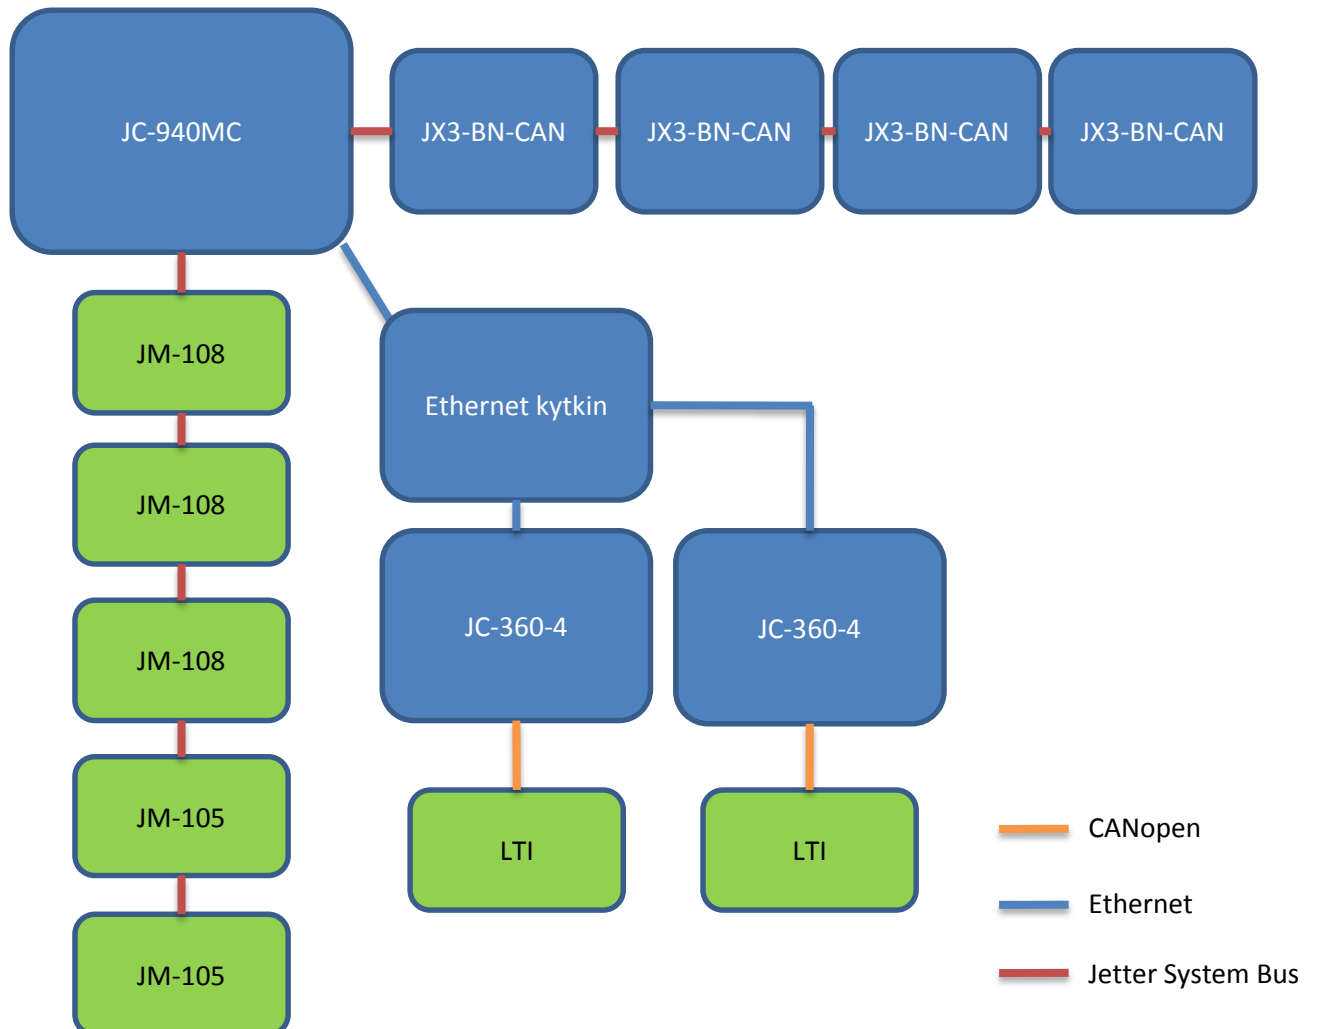 JC-940MC
JX3-BN-CAN
JX3-BN-CAN
JX3-BN-CAN
JX3-BN-CAN
JM-108
JM-108
JM-108
JM-105
JM-105
Ethernet kytkin
JC-360-4
JC-360-4
LTI
LTI
CANopen
Ethernet
Jetter System Bus